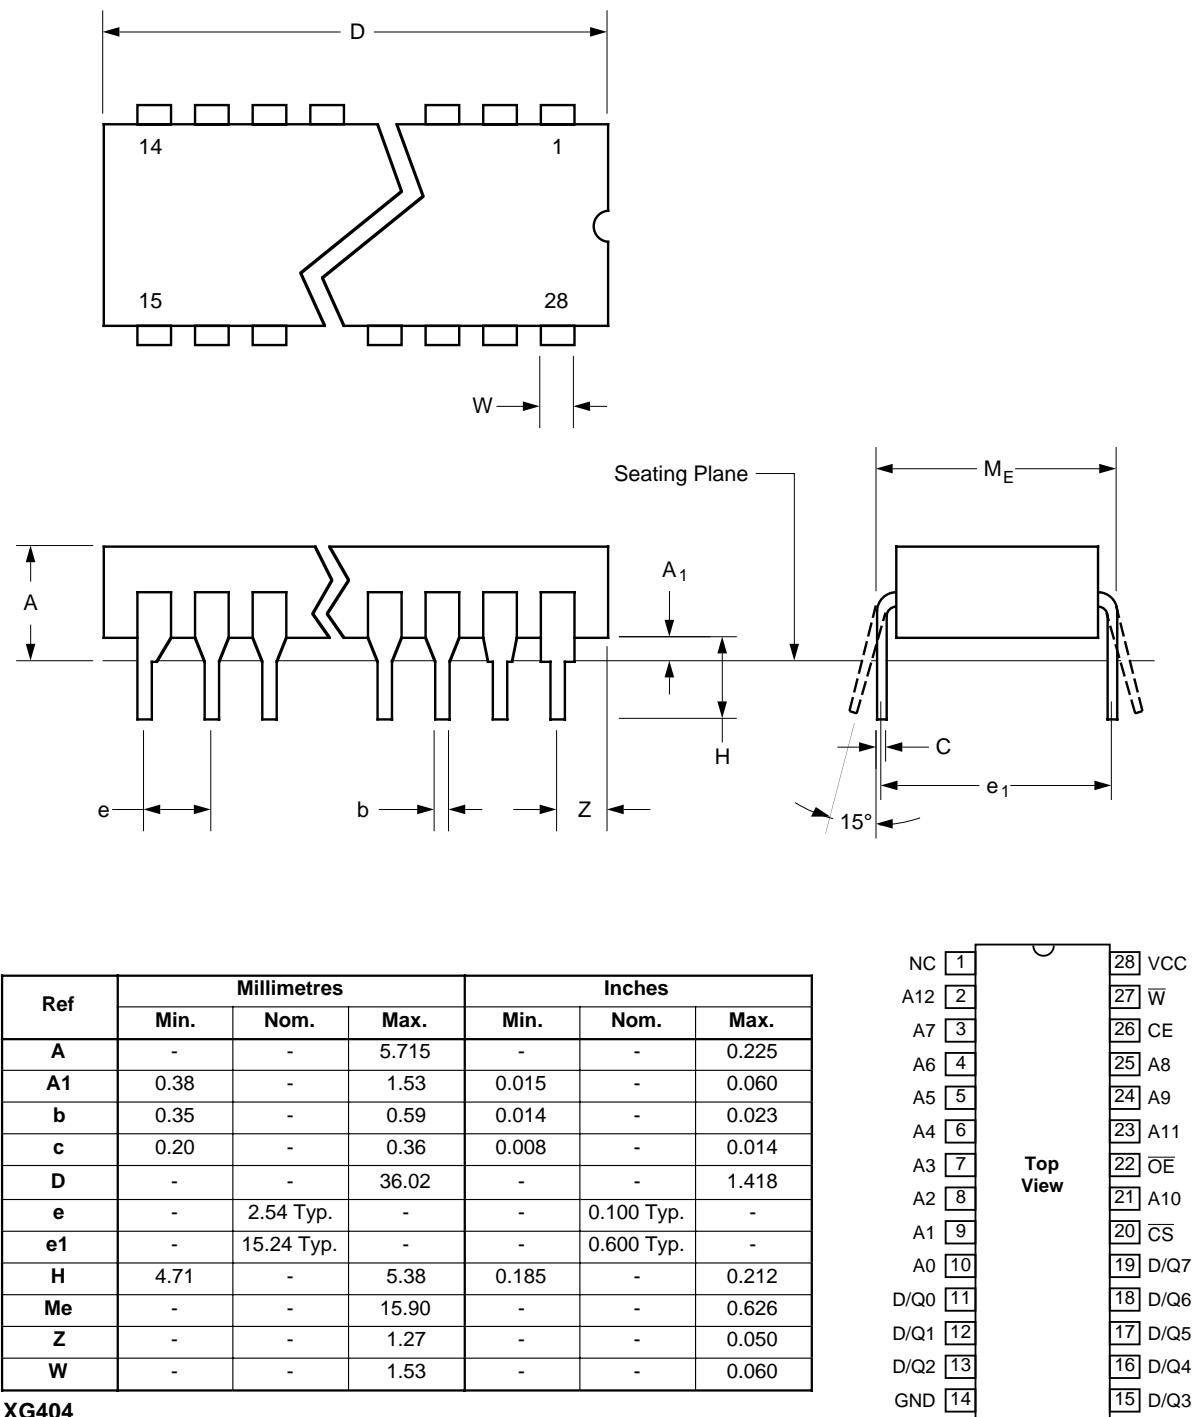 D
14 1
15 28
W
Seating Plane
M E
A
A 1
H
C
e
b
Z
e 1
15°
Ref Millimetres Inches
Min. Nom. Max. Min. Nom. Max.
A - - 5.715 - - 0.225
A1 0.38 - 1.53 0.015 - 0.060
b 0.35 - 0.59 0.014 - 0.023
c 0.20 - 0.36 0.008 - 0.014
D - - 36.02 - - 1.418
e - 2.54 Typ. - - 0.100 Typ. -
e1 - 15.24 Typ. - - 0.600 Typ. -
H 4.71 - 5.38 0.185 - 0.212
Me - - 15.90 - - 0.626
Z - - 1.27 - - 0.050
W - - 1.53 - - 0.060
XG404
NC 1 28 VCC
A12 2 27 W̅
A7 3 26 CE
A6 4 25 A8
A5 5 24 A9
A4 6 23 A11
A3 7 22 O̅E̅
A2 8 21 A10
A1 9 20 C̅S̅
A0 10 19 D/Q7
D/Q0 11 18 D/Q6
D/Q1 12 17 D/Q5
D/Q2 13 16 D/Q4
GND 14 15 D/Q3
Top
View